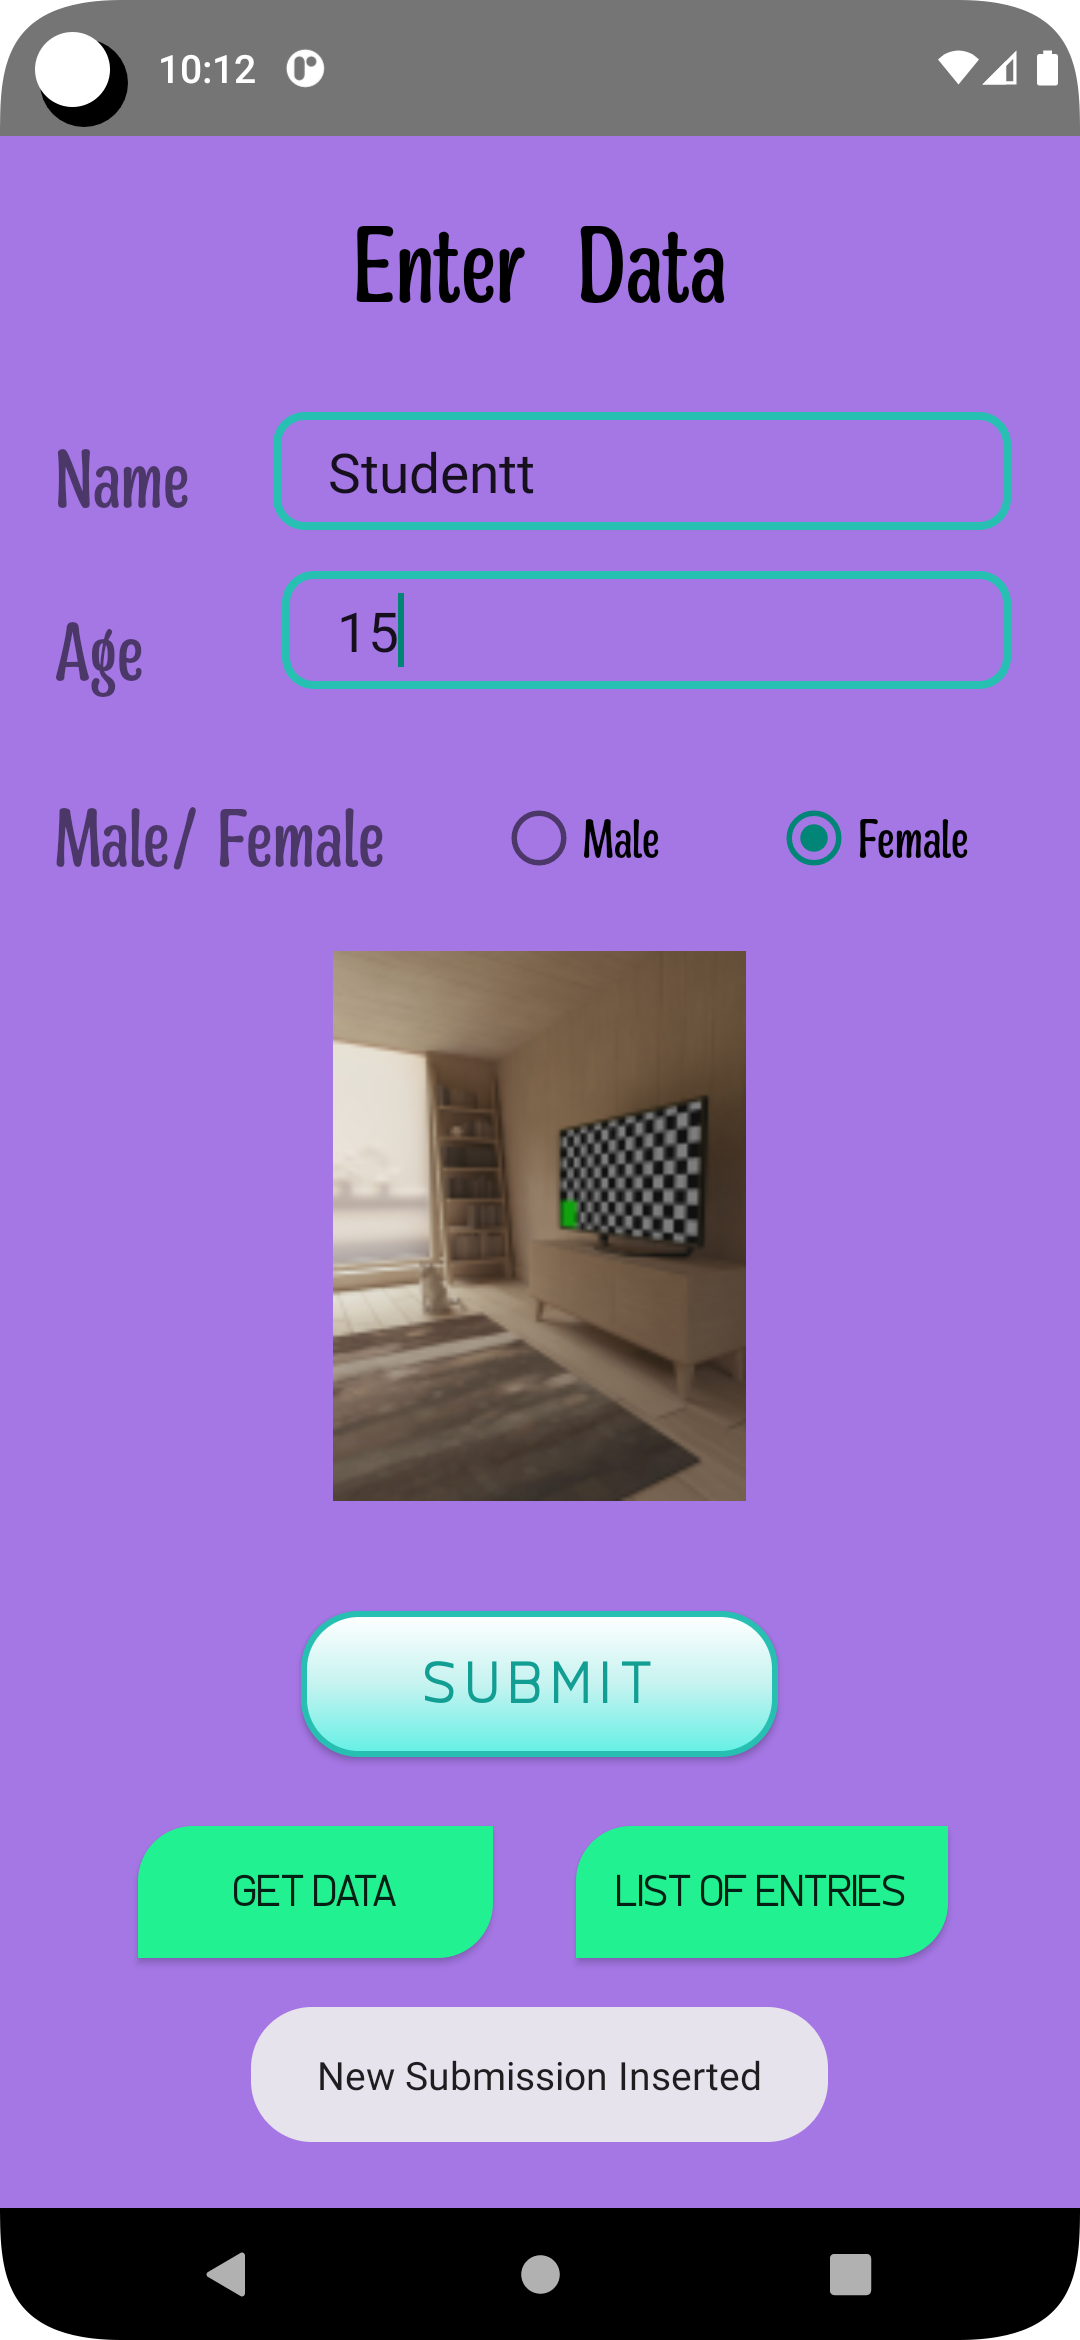 10:12
Enter Data
Name
Studentt
Age
15
Male/ Female
Male
Female
SUBMIT
GET DATA
LIST OF ENTRIES
New Submission Inserted